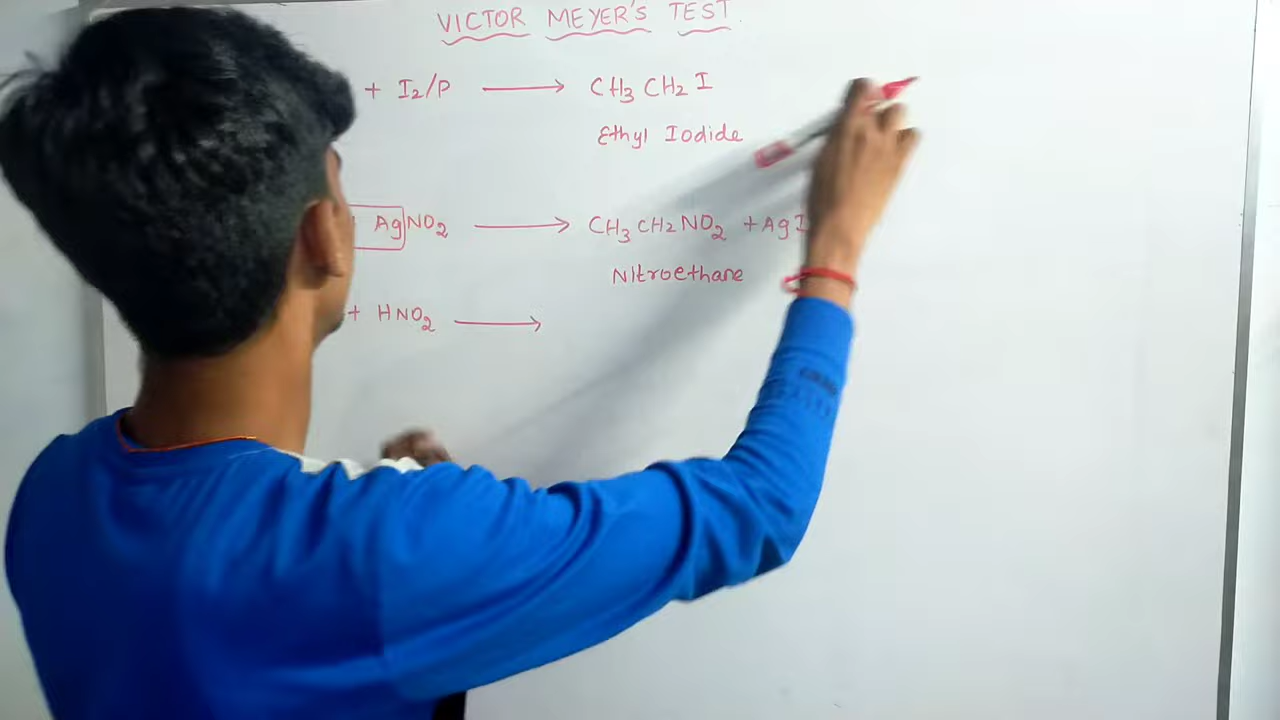 VICTOR MEYER'S TEST
+ I₂/P ⟶ CH₃ CH₂ I
Ethyl Iodide
AgNO₂ ⟶ CH₃ CH₂ NO₂ + AgI
Nitroethane
+ HNO₂ ⟶